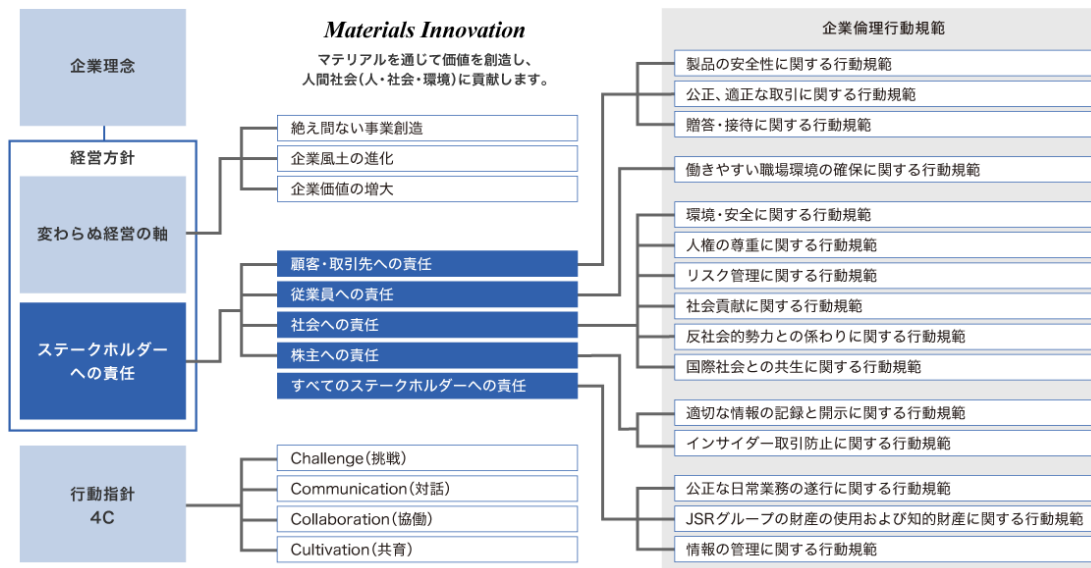 企業理念
Materials Innovation
マテリアルを通じて価値を創造し、
人間社会(人・社会・環境)に貢献します。
経営方針
変わらぬ経営の軸
絶え間ない事業創造
企業風土の進化
企業価値の増大
ステークホルダー
への責任
顧客・取引先への責任
従業員への責任
社会への責任
株主への責任
すべてのステークホルダーへの責任
行動指針
4C
Challenge(挑戦)
Communication(対話)
Collaboration(協働)
Cultivation(共育)
企業倫理行動規範
製品の安全性に関する行動規範
公正、適正な取引に関する行動規範
贈答・接待に関する行動規範
働きやすい職場環境の確保に関する行動規範
環境・安全に関する行動規範
人権の尊重に関する行動規範
リスク管理に関する行動規範
社会貢献に関する行動規範
反社会的勢力との係わりに関する行動規範
国際社会との共生に関する行動規範
適切な情報の記録と開示に関する行動規範
インサイダー取引防止に関する行動規範
公正な日常業務の遂行に関する行動規範
JSRグループの財産の使用および知的財産に関する行動規範
情報の管理に関する行動規範